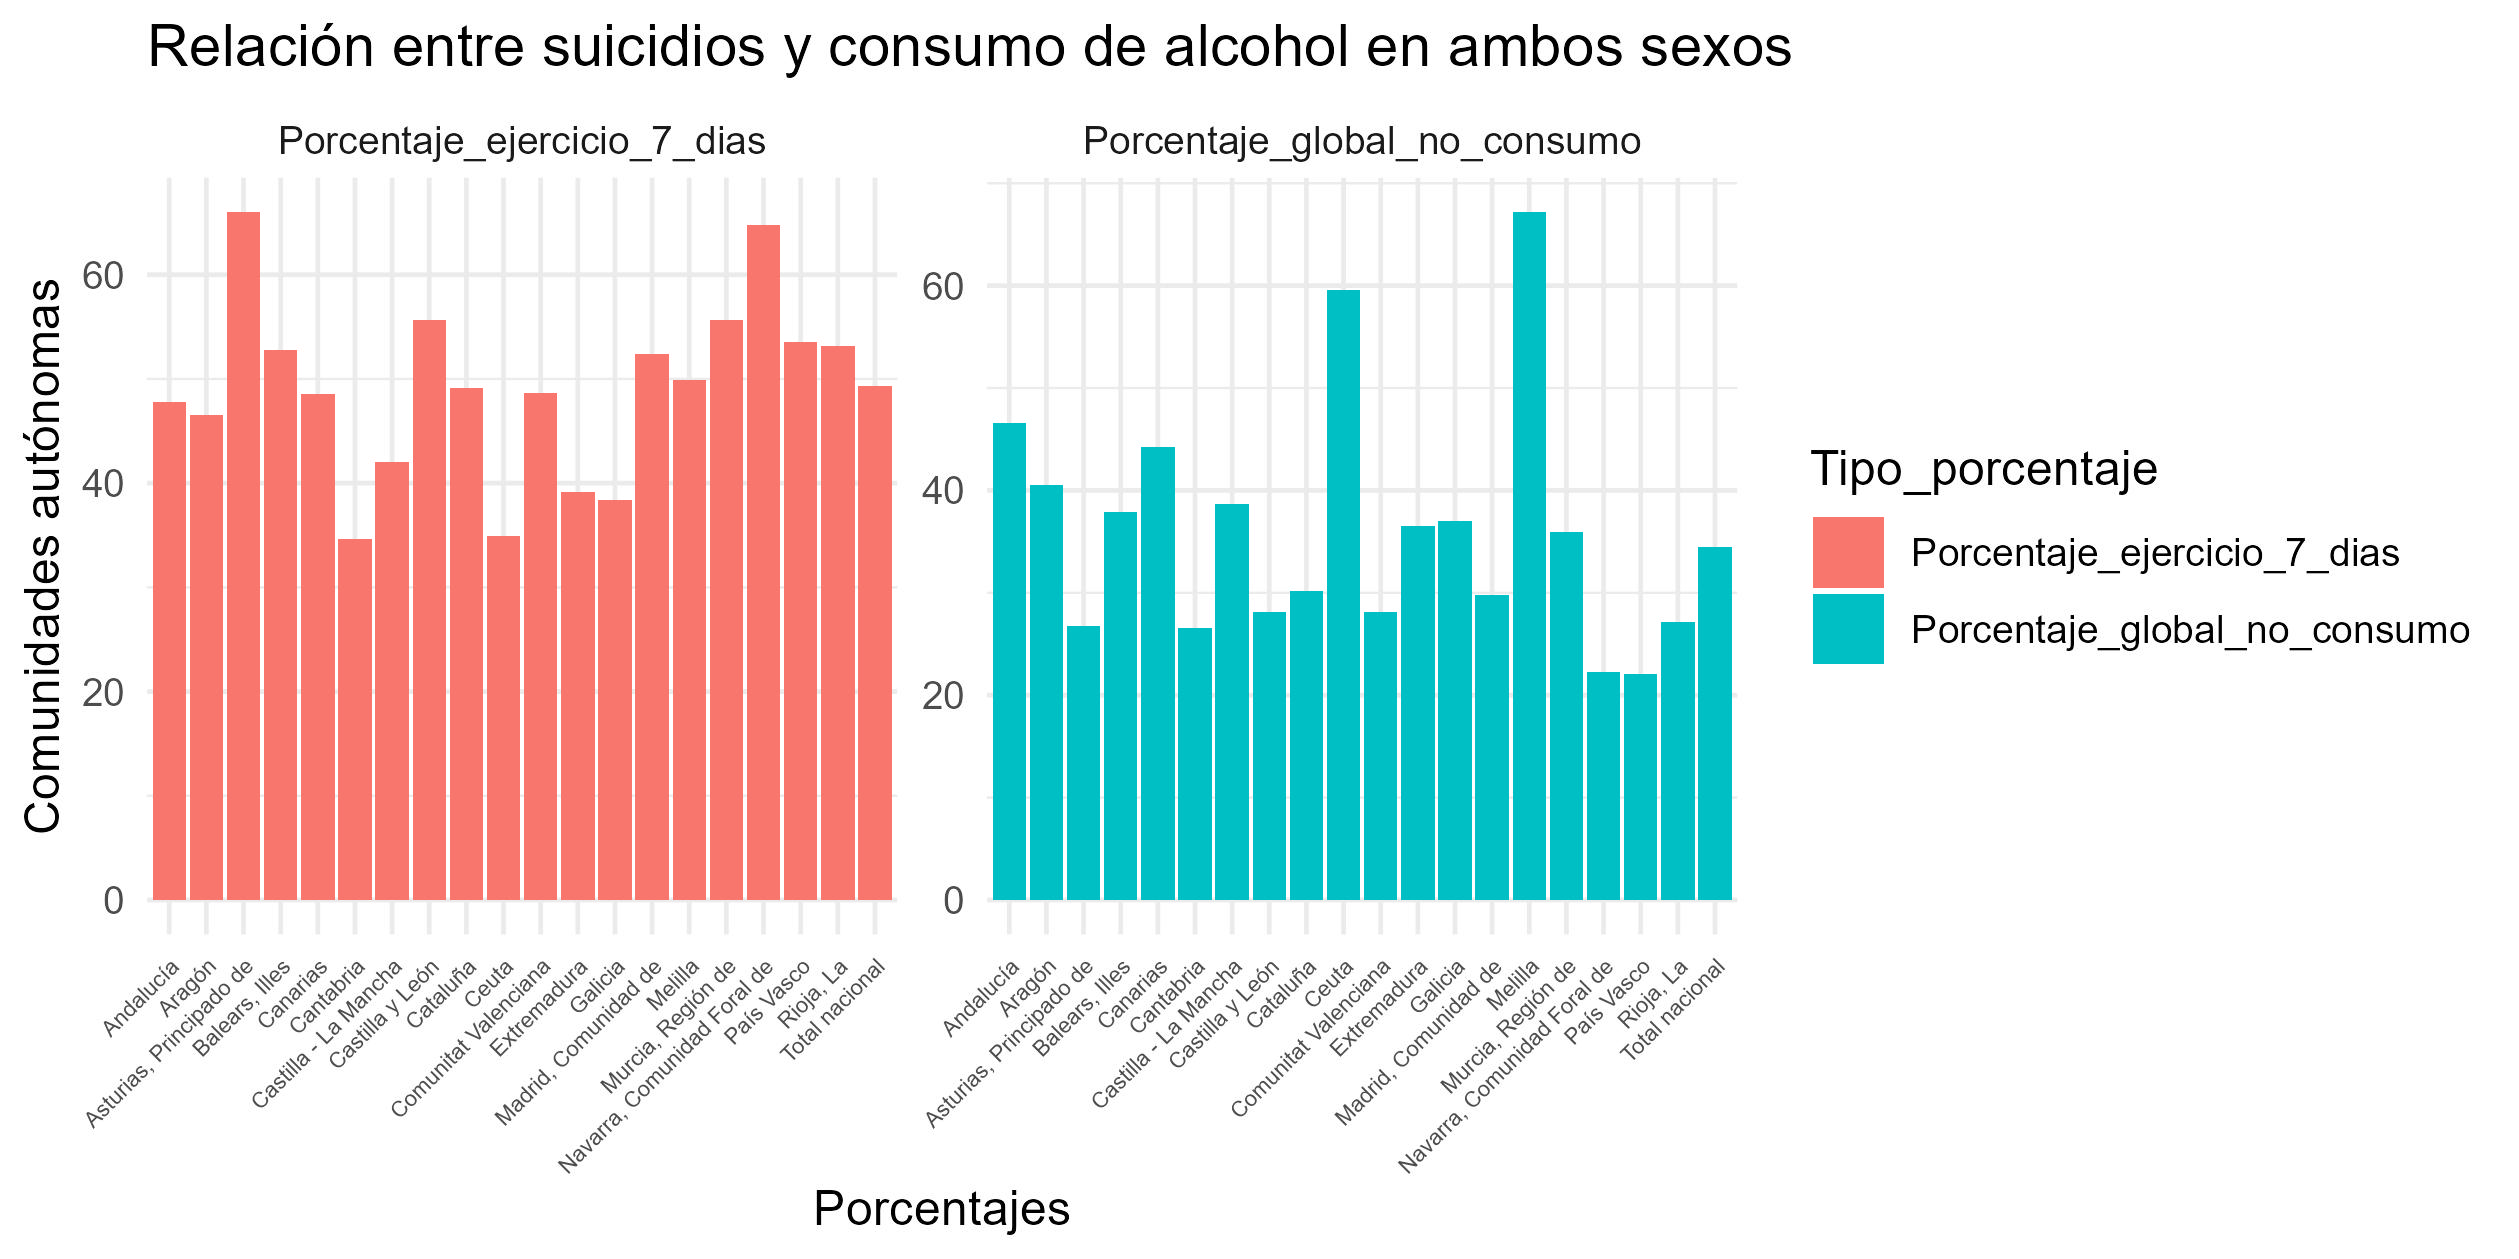 Relación entre suicidios y consumo de alcohol en ambos sexos
Porcentaje_ejercicio_7_dias
Porcentaje_global_no_consumo
Comunidades autónomas
60
40
20
0
60
40
20
0
Andalucía
Aragón
Asturias, Principado de
Balears, Illes
Canarias
Cantabria
Castilla - La Mancha
Castilla y León
Cataluña
Ceuta
Comunitat Valenciana
Extremadura
Galicia
Madrid, Comunidad de
Melilla
Murcia, Región de
Navarra, Comunidad Foral de
País Vasco
Rioja, La
Total nacional
Andalucía
Aragón
Asturias, Principado de
Balears, Illes
Canarias
Cantabria
Castilla - La Mancha
Castilla y León
Cataluña
Ceuta
Comunitat Valenciana
Extremadura
Galicia
Madrid, Comunidad de
Melilla
Murcia, Región de
Navarra, Comunidad Foral de
País Vasco
Rioja, La
Total nacional
Porcentajes
Tipo_porcentaje
Porcentaje_ejercicio_7_dias
Porcentaje_global_no_consumo